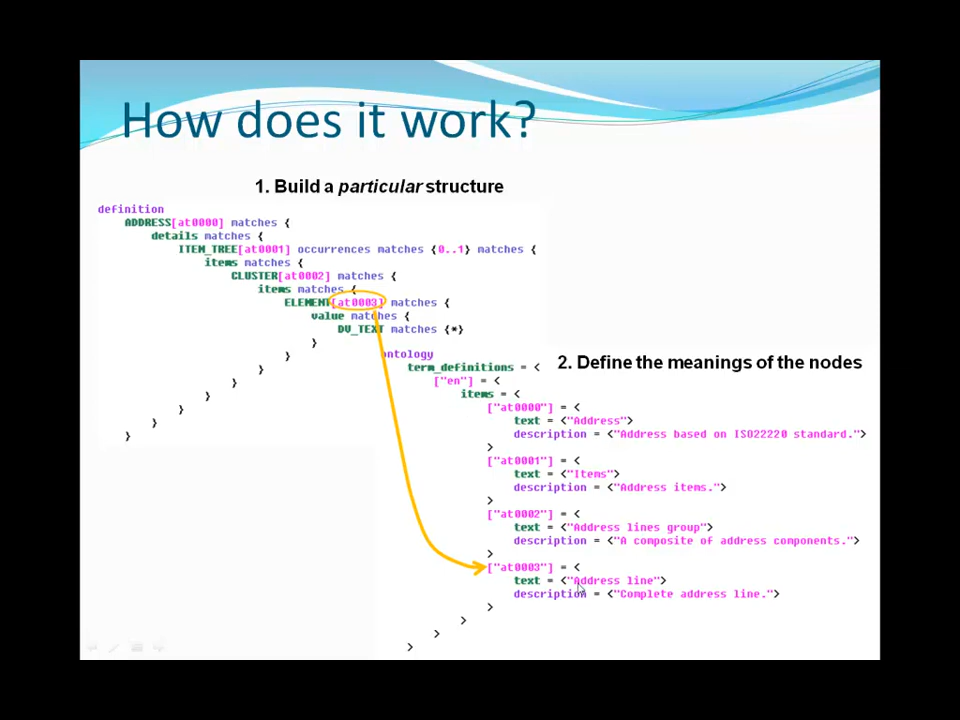 How does it work?
1. Build a particular structure
definition
ADDRESS[at0000] matches {
details matches {
ITEM_TREE[at0001] occurrences matches {0..1} matches {
items matches {
CLUSTER[at0002] matches {
items matches {
ELEMENT[at0003] matches {
value matches {
DV_TEXT matches {*}
}
}
}
}
}
}
}
}
2. Define the meanings of the nodes
ontology
term_definitions = <
["en"] = <
items = <
["at0000"] = <
text = <"Address">
description = <"Address based on ISO22220 standard.">
>
["at0001"] = <
text = <"Items">
description = <"Address items.">
>
["at0002"] = <
text = <"Address lines group">
description = <"A composite of address components.">
>
["at0003"] = <
text = <"Address line">
description = <"Complete address line.">
>
>
>
>